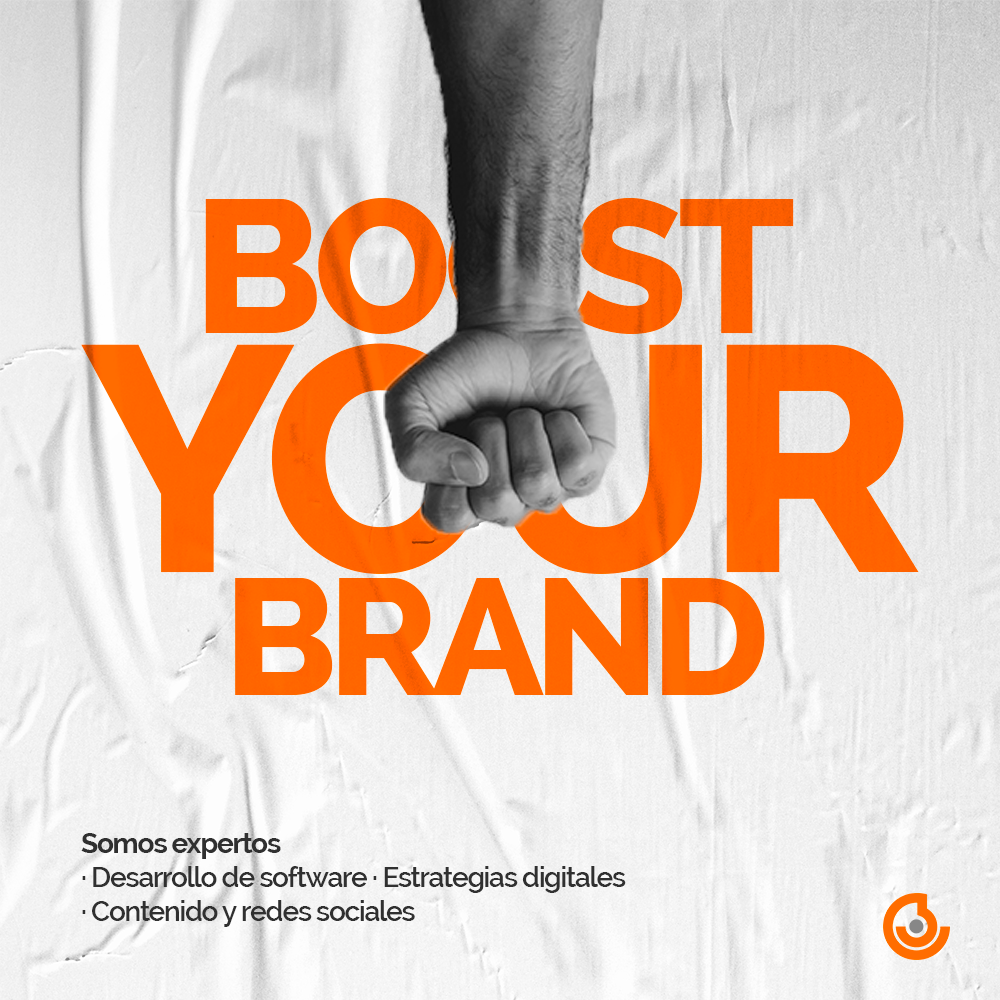 BOOST
YOUR
BRAND
Somos expertos
· Desarrollo de software · Estrategias digitales
· Contenido y redes sociales